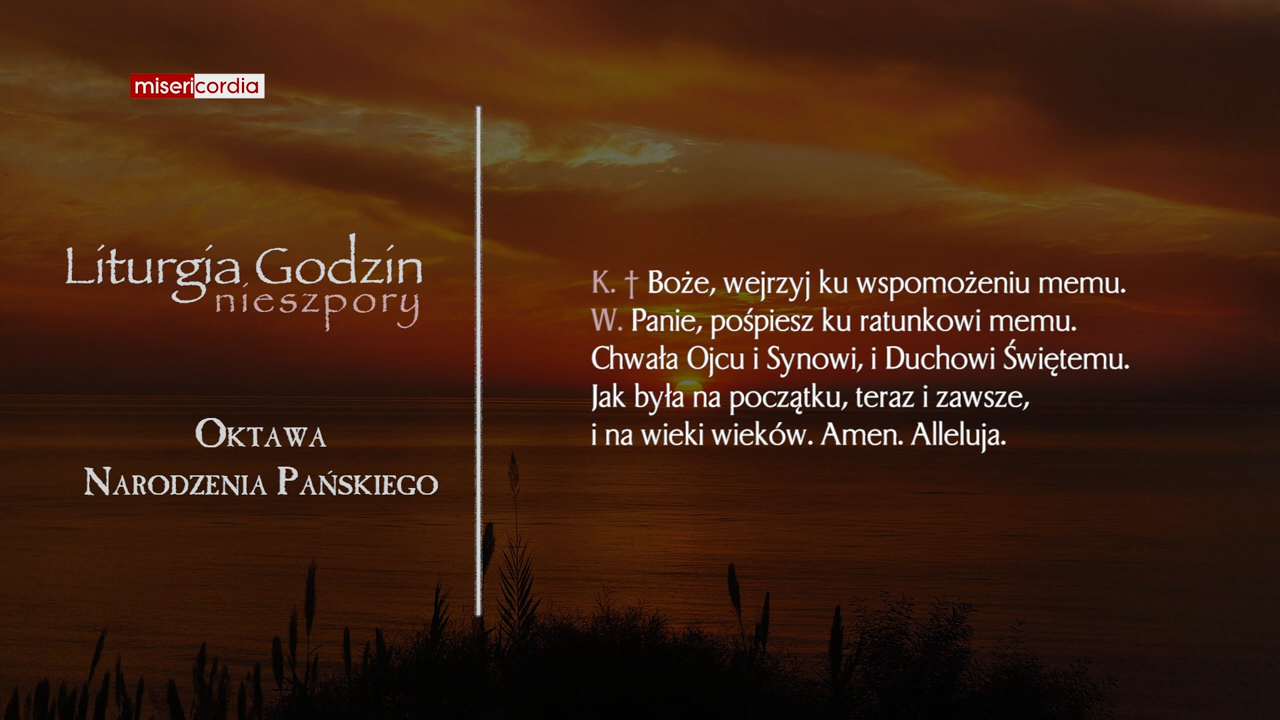 misericordia
Liturgia Godzin
nieszpory
Oktawa
Narodzenia Pańskiego
K. † Boże, wejrzyj ku wspomożeniu memu.
W. Panie, pośpiesz ku ratunkowi memu.
Chwała Ojcu i Synowi, i Duchowi Świętemu.
Jak była na początku, teraz i zawsze,
i na wieki wieków. Amen. Alleluja.